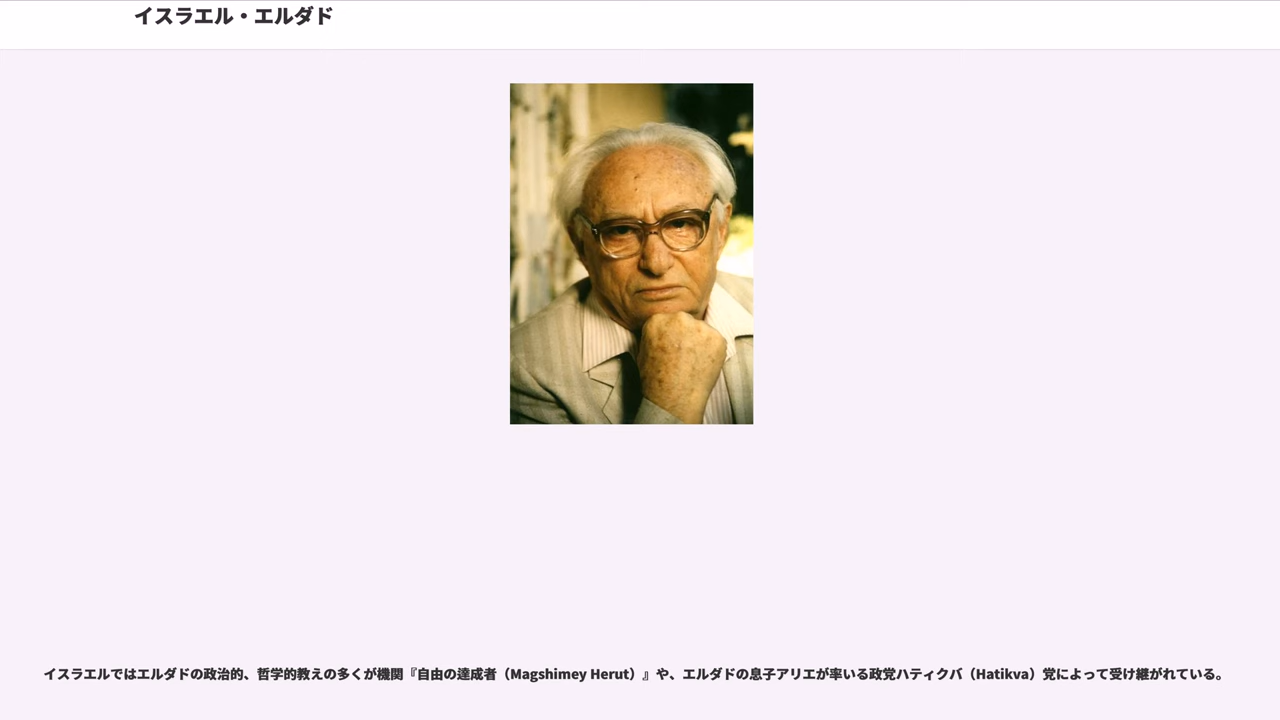 イスラエル・エルダド
イスラエルではエルダドの政治的、哲学的教えの多くが機関『自由の達成者（Magshimey Herut）』や、エルダドの息子アリエが率いる政党ハティクバ（Hatikva）党によって受け継がれている。